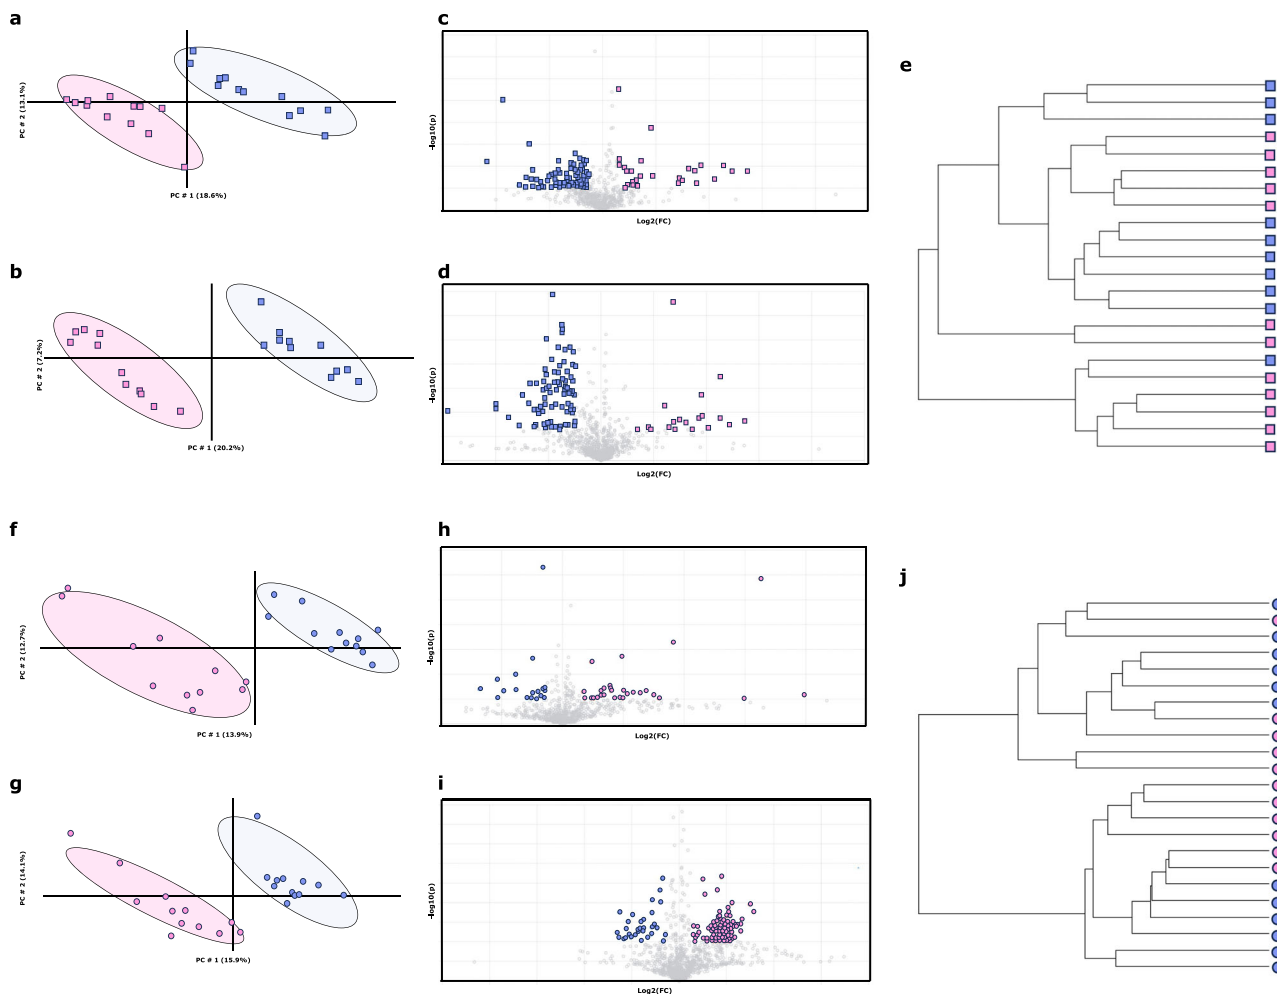 a
PC # 2 (13.1%)
PC # 1 (18.6%)
c
-log10(p)
Log2(FC)
e
b
PC # 2 (7.2%)
PC # 1 (20.2%)
d
-log10(p)
Log2(FC)
f
PC # 2 (12.7%)
PC # 1 (13.9%)
h
-log10(p)
Log2(FC)
j
g
PC # 2 (14.1%)
PC # 1 (15.9%)
i
-log10(p)
Log2(FC)